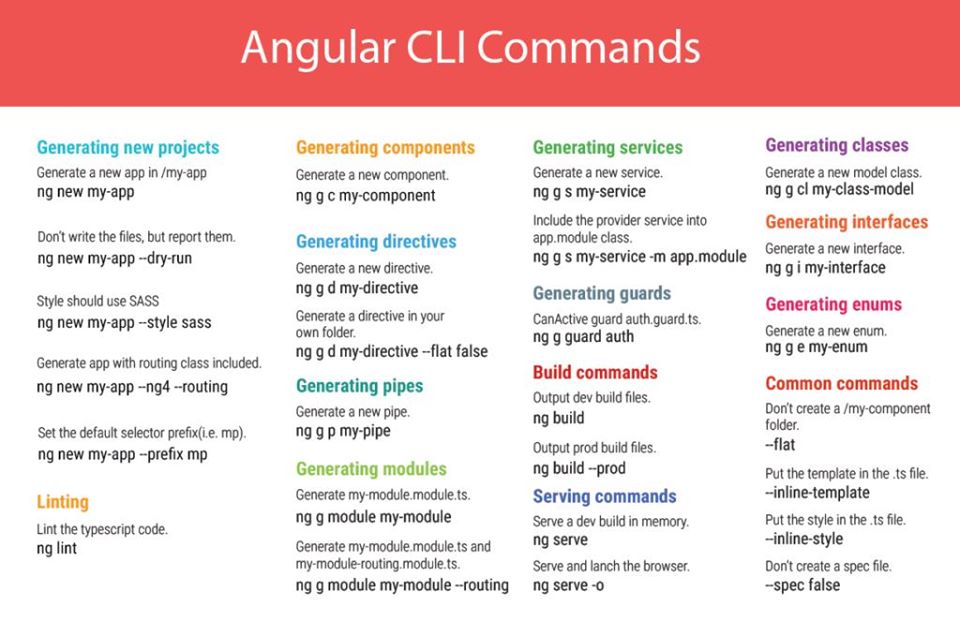 Angular CLI Commands
Generating new projects
Generate a new app in /my-app
ng new my-app
Don't write the files, but report them.
ng new my-app --dry-run
Style should use SASS
ng new my-app --style sass
Generate app with routing class included.
ng new my-app --ng4 --routing
Set the default selector prefix(i.e. mp).
ng new my-app --prefix mp
Linting
Lint the typescript code.
ng lint
Generating components
Generate a new component.
ng g c my-component
Generating directives
Generate a new directive.
ng g d my-directive
Generate a directive in your
own folder.
ng g d my-directive --flat false
Generating pipes
Generate a new pipe.
ng g p my-pipe
Generating modules
Generate my-module.module.ts.
ng g module my-module
Generate my-module.module.ts and
my-module-routing.module.ts.
ng g module my-module --routing
Generating services
Generate a new service.
ng g s my-service
Include the provider service into
app.module class.
ng g s my-service -m app.module
Generating guards
CanActive guard auth.guard.ts.
ng g guard auth
Build commands
Output dev build files.
ng build
Output prod build files.
ng build --prod
Serving commands
Serve a dev build in memory.
ng serve
Serve and lanch the browser.
ng serve -o
Generating classes
Generate a new model class.
ng g cl my-class-model
Generating interfaces
Generate a new interface.
ng g i my-interface
Generating enums
Generate a new enum.
ng g e my-enum
Common commands
Don't create a /my-component
folder.
--flat
Put the template in the .ts file.
--inline-template
Put the style in the .ts file.
--inline-style
Don't create a spec file.
--spec false